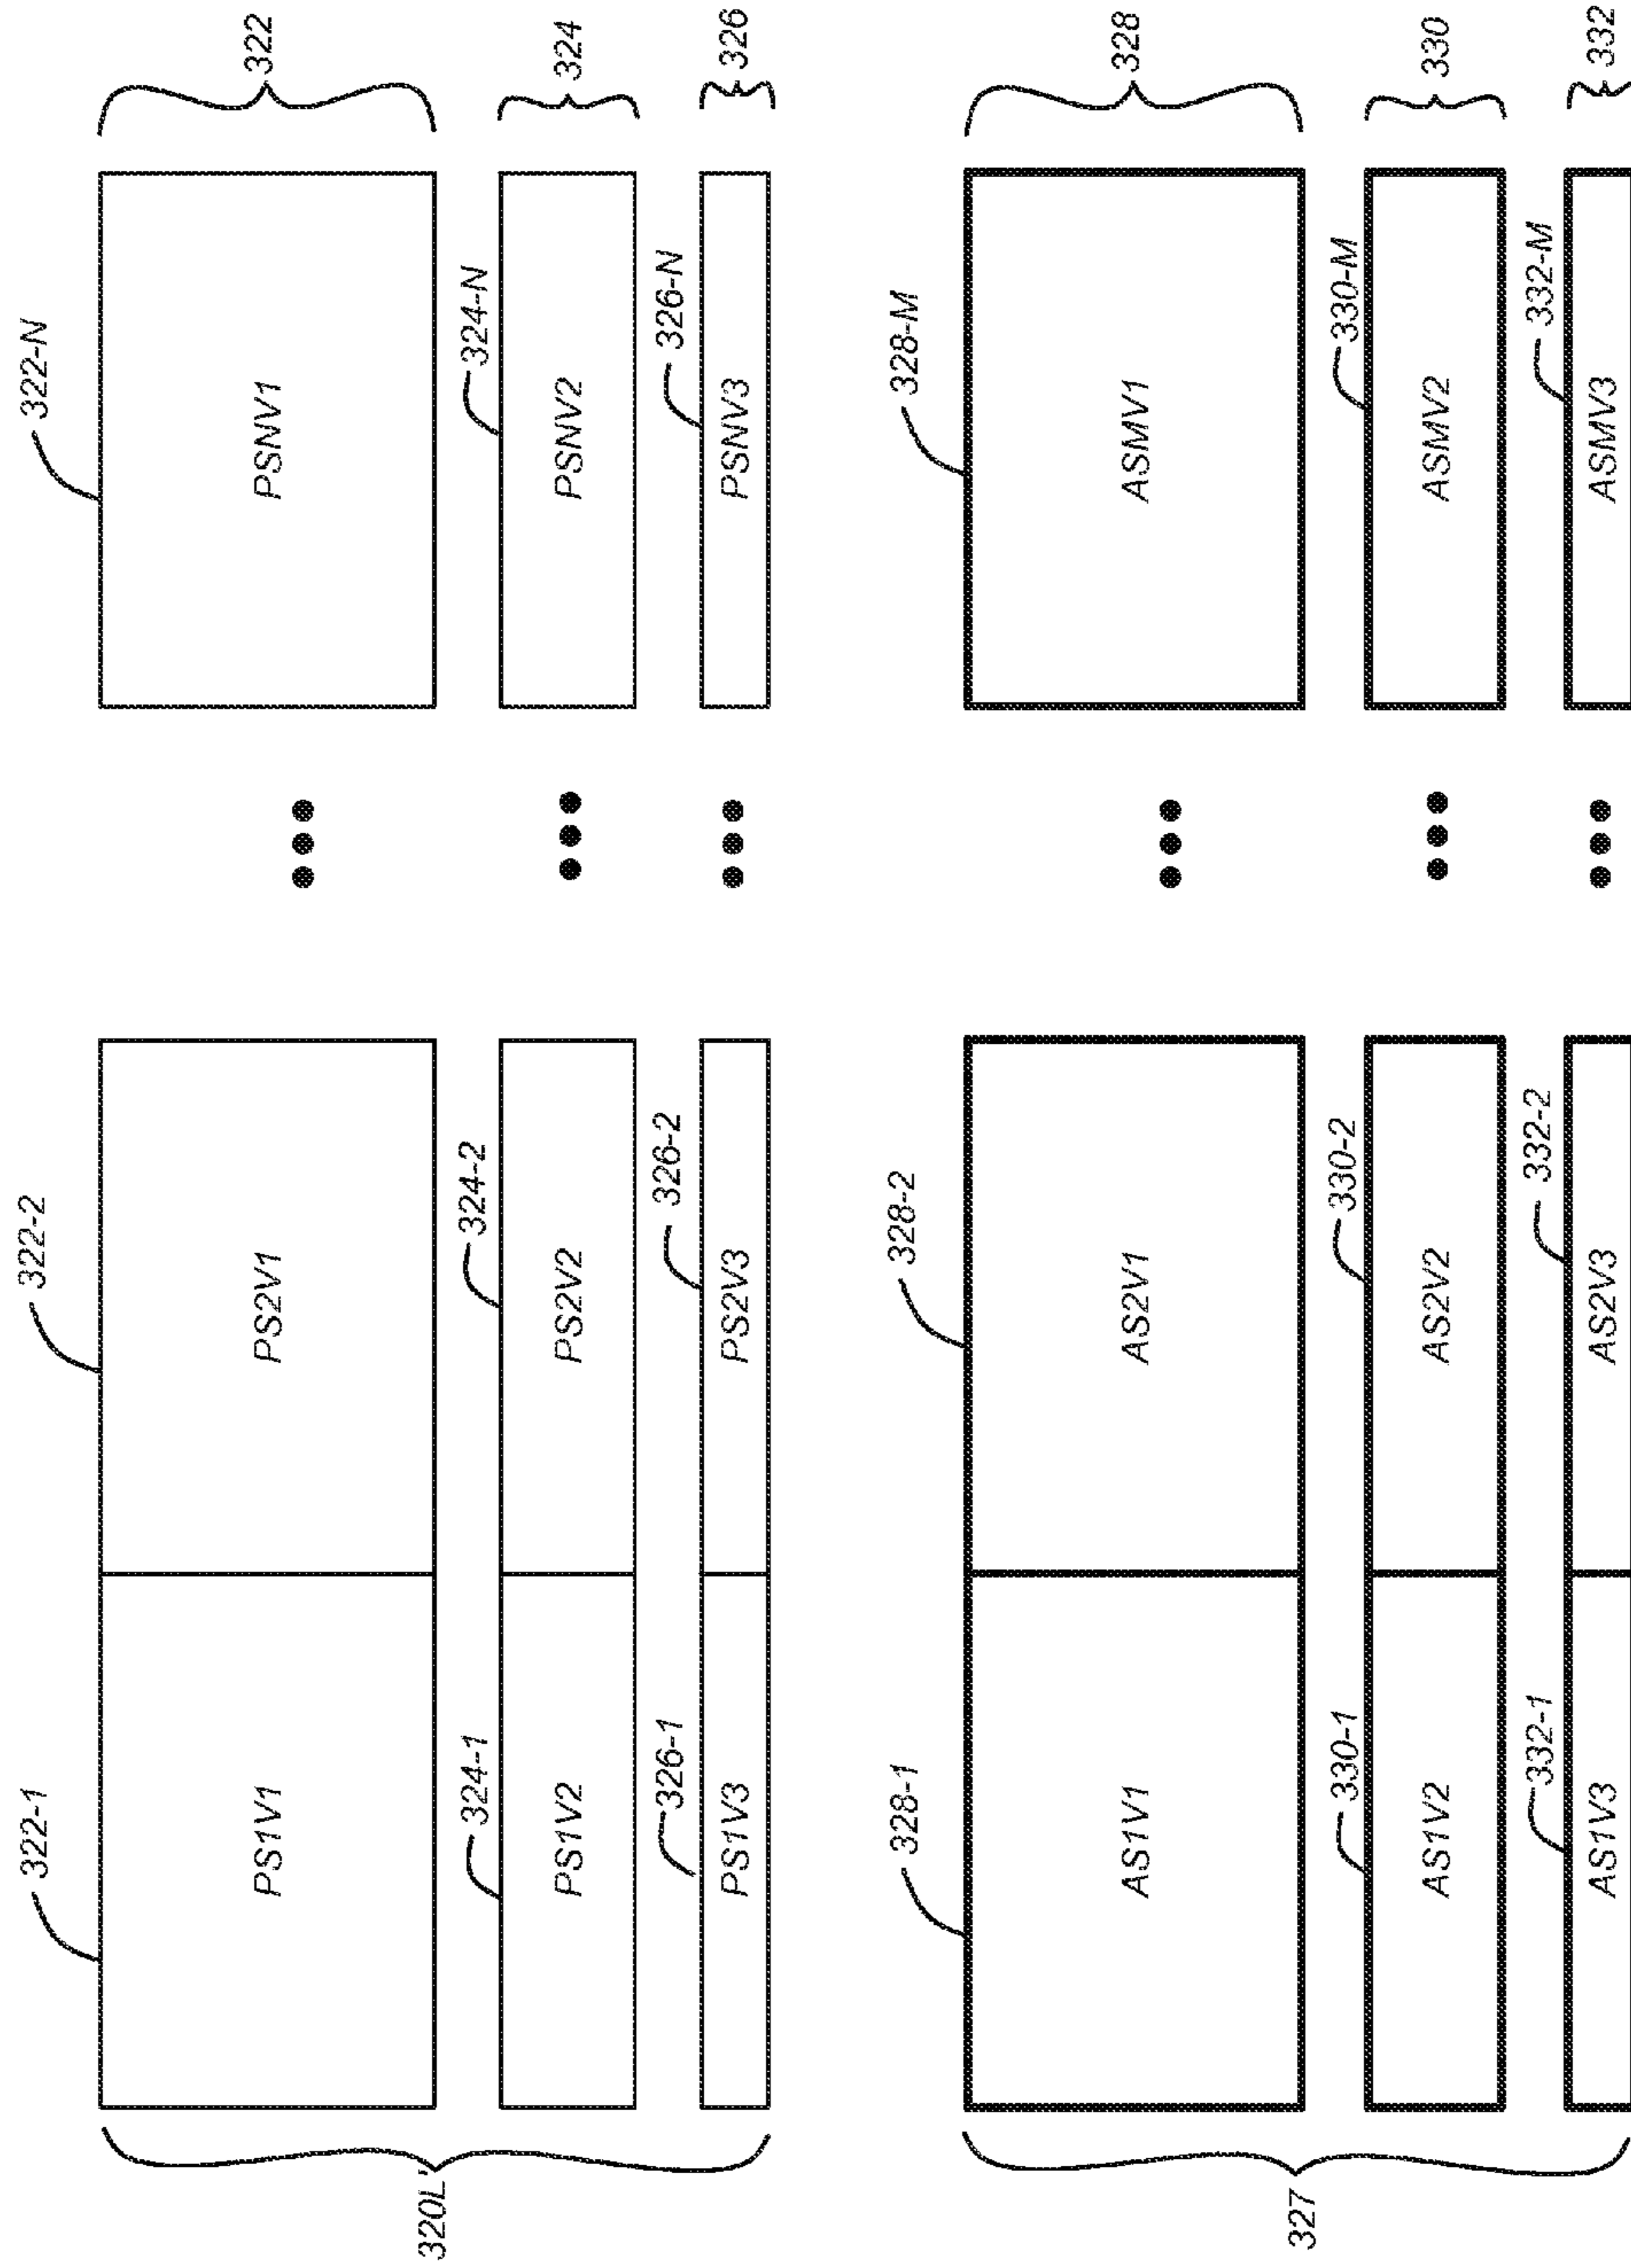 322-1
322-2
322-N
PS1V1
PS2V1
PSNV1
322
324-1
324-2
324-N
PS1V2
PS2V2
PSNV2
324
326-1
326-2
326-N
PS1V3
PS2V3
PSNV3
326
320L'
328-1
328-2
328-M
AS1V1
AS2V1
ASMV1
328
330-1
330-2
330-M
AS1V2
AS2V2
ASMV2
330
332-1
332-2
332-M
AS1V3
AS2V3
ASMV3
332
327